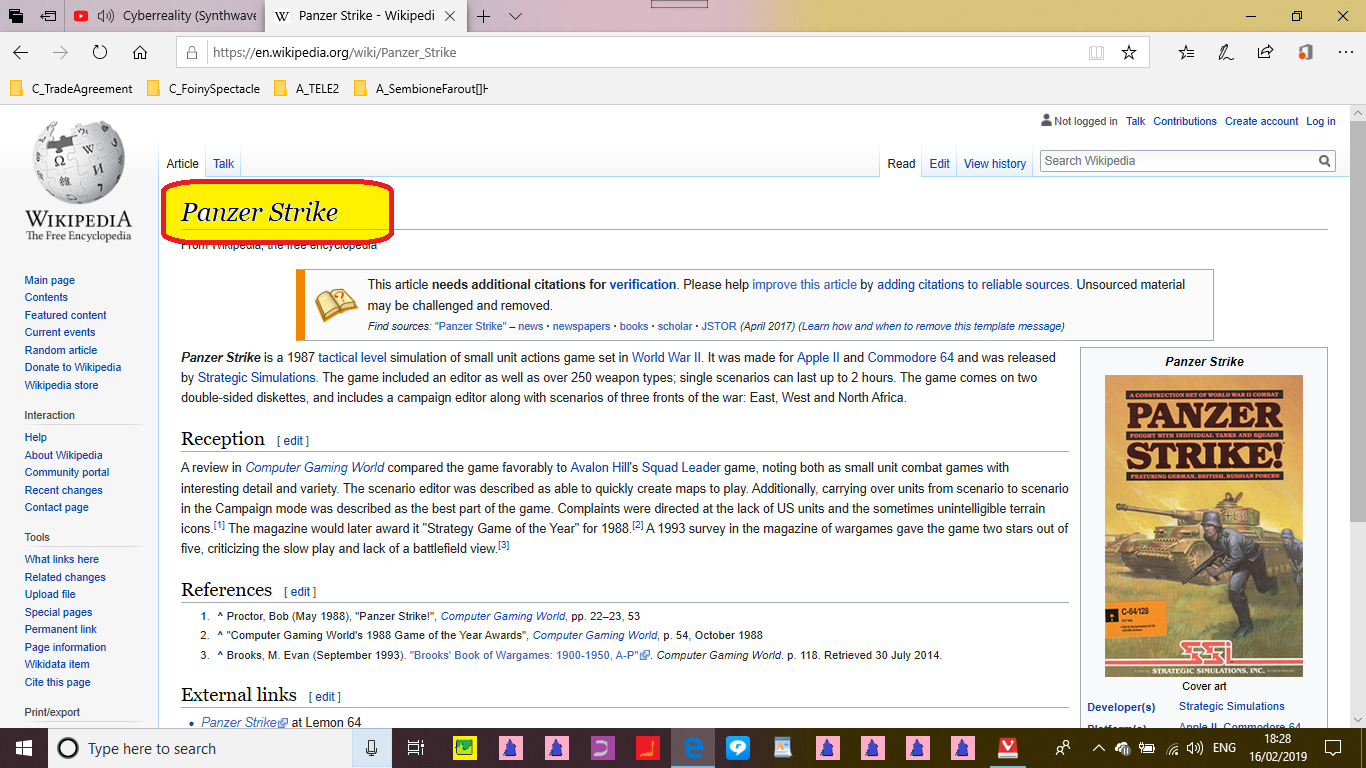 Cyberreality (Synthwave
Panzer Strike - Wikipedi
https://en.wikipedia.org/wiki/Panzer_Strike
C_TradeAgreement
C_FoinySpectacle
A_TELE2
A_SembioneFarout[]H
Not logged in Talk Contributions Create account Log in
Article Talk
Read Edit View history
Search Wikipedia
WIKIPEDIA
The Free Encyclopedia
Main page
Contents
Featured content
Current events
Random article
Donate to Wikipedia
Wikipedia store
Interaction
Help
About Wikipedia
Community portal
Recent changes
Contact page
Tools
What links here
Related changes
Upload file
Special pages
Permanent link
Page information
Wikidata item
Cite this page
Print/export
Panzer Strike
From Wikipedia, the free encyclopedia
This article needs additional citations for verification. Please help improve this article by adding citations to reliable sources. Unsourced material
may be challenged and removed.
Find sources: "Panzer Strike" – news · newspapers · books · scholar · JSTOR (April 2017) (Learn how and when to remove this template message)
Panzer Strike is a 1987 tactical level simulation of small unit actions game set in World War II. It was made for Apple II and Commodore 64 and was released
by Strategic Simulations. The game included an editor as well as over 250 weapon types; single scenarios can last up to 2 hours. The game comes on two
double-sided diskettes, and includes a campaign editor along with scenarios of three fronts of the war: East, West and North Africa.
Reception [ edit ]
A review in Computer Gaming World compared the game favorably to Avalon Hill's Squad Leader game, noting both as small unit combat games with
interesting detail and variety. The scenario editor was described as able to quickly create maps to play. Additionally, carrying over units from scenario to scenario
in the Campaign mode was described as the best part of the game. Complaints were directed at the lack of US units and the sometimes unintelligible terrain
icons.[1] The magazine would later award it "Strategy Game of the Year" for 1988.[2] A 1993 survey in the magazine of wargames gave the game two stars out of
five, criticizing the slow play and lack of a battlefield view.[3]
References [ edit ]
1. ^ Proctor, Bob (May 1988), "Panzer Strike!", Computer Gaming World, pp. 22–23, 53
2. ^ "Computer Gaming World's 1988 Game of the Year Awards", Computer Gaming World, p. 54, October 1988
3. ^ Brooks, M. Evan (September 1993). "Brooks' Book of Wargames: 1900-1950, A-P". Computer Gaming World. p. 118. Retrieved 30 July 2014.
External links [ edit ]
• Panzer Strike at Lemon 64
Panzer Strike
A CONSTRUCTION SET OF WORLD WAR II COMBAT
PANZER
FOUGHT WITH INDIVIDUAL TANKS AND SQUADS
STRIKE!
FEATURING GERMAN, BRITISH, RUSSIAN FORCES
C-64/128
SSI
STRATEGIC SIMULATIONS, INC.
Cover art
Developer(s) Strategic Simulations
Platform(s) Apple II, Commodore 64
Type here to search
ENG
18:28
16/02/2019